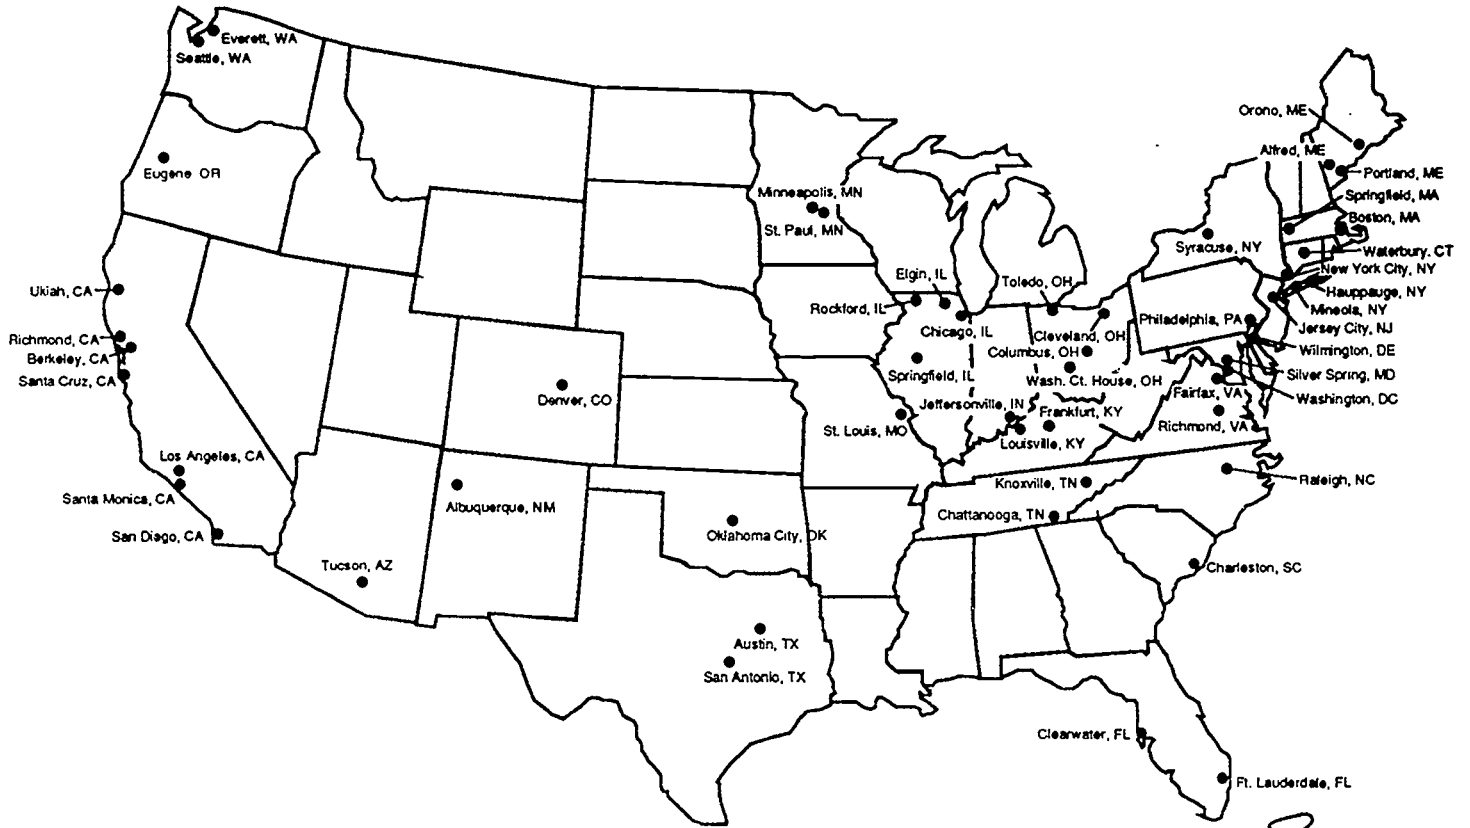 Everett, WA
Seattle, WA
Orono, ME
Alfred, ME
Eugene OR
Portland, ME
Minneapolis, MN
Springfield, MA
Boston, MA
St. Paul, MN
Syracuse, NY
Waterbury, CT
New York City, NY
Elgin, IL
Toledo, OH
Ukiah, CA
Hauppauge, NY
Rockford, IL
Mineola, NY
Philadelphia, PA
Chicago, IL
Cleveland, OH
Jersey City, NJ
Richmond, CA
Columbus, OH
Wilmington, DE
Berkeley, CA
Springfield, IL
Silver Spring, MD
Santa Cruz, CA
Wash. Ct. House, OH
Fairfax, VA
Denver, CO
Washington, DC
Jeffersonville, IN
Frankfurt, KY
Richmond, VA
St. Louis, MO
Louisville, KY
Los Angeles, CA
Raleigh, NC
Knoxville, TN
Santa Monica, CA
Albuquerque, NM
Chattanooga, TN
San Diego, CA
Oklahoma City, OK
Tucson, AZ
Charleston, SC
Austin, TX
San Antonio, TX
Clearwater, FL
Ft. Lauderdale, FL